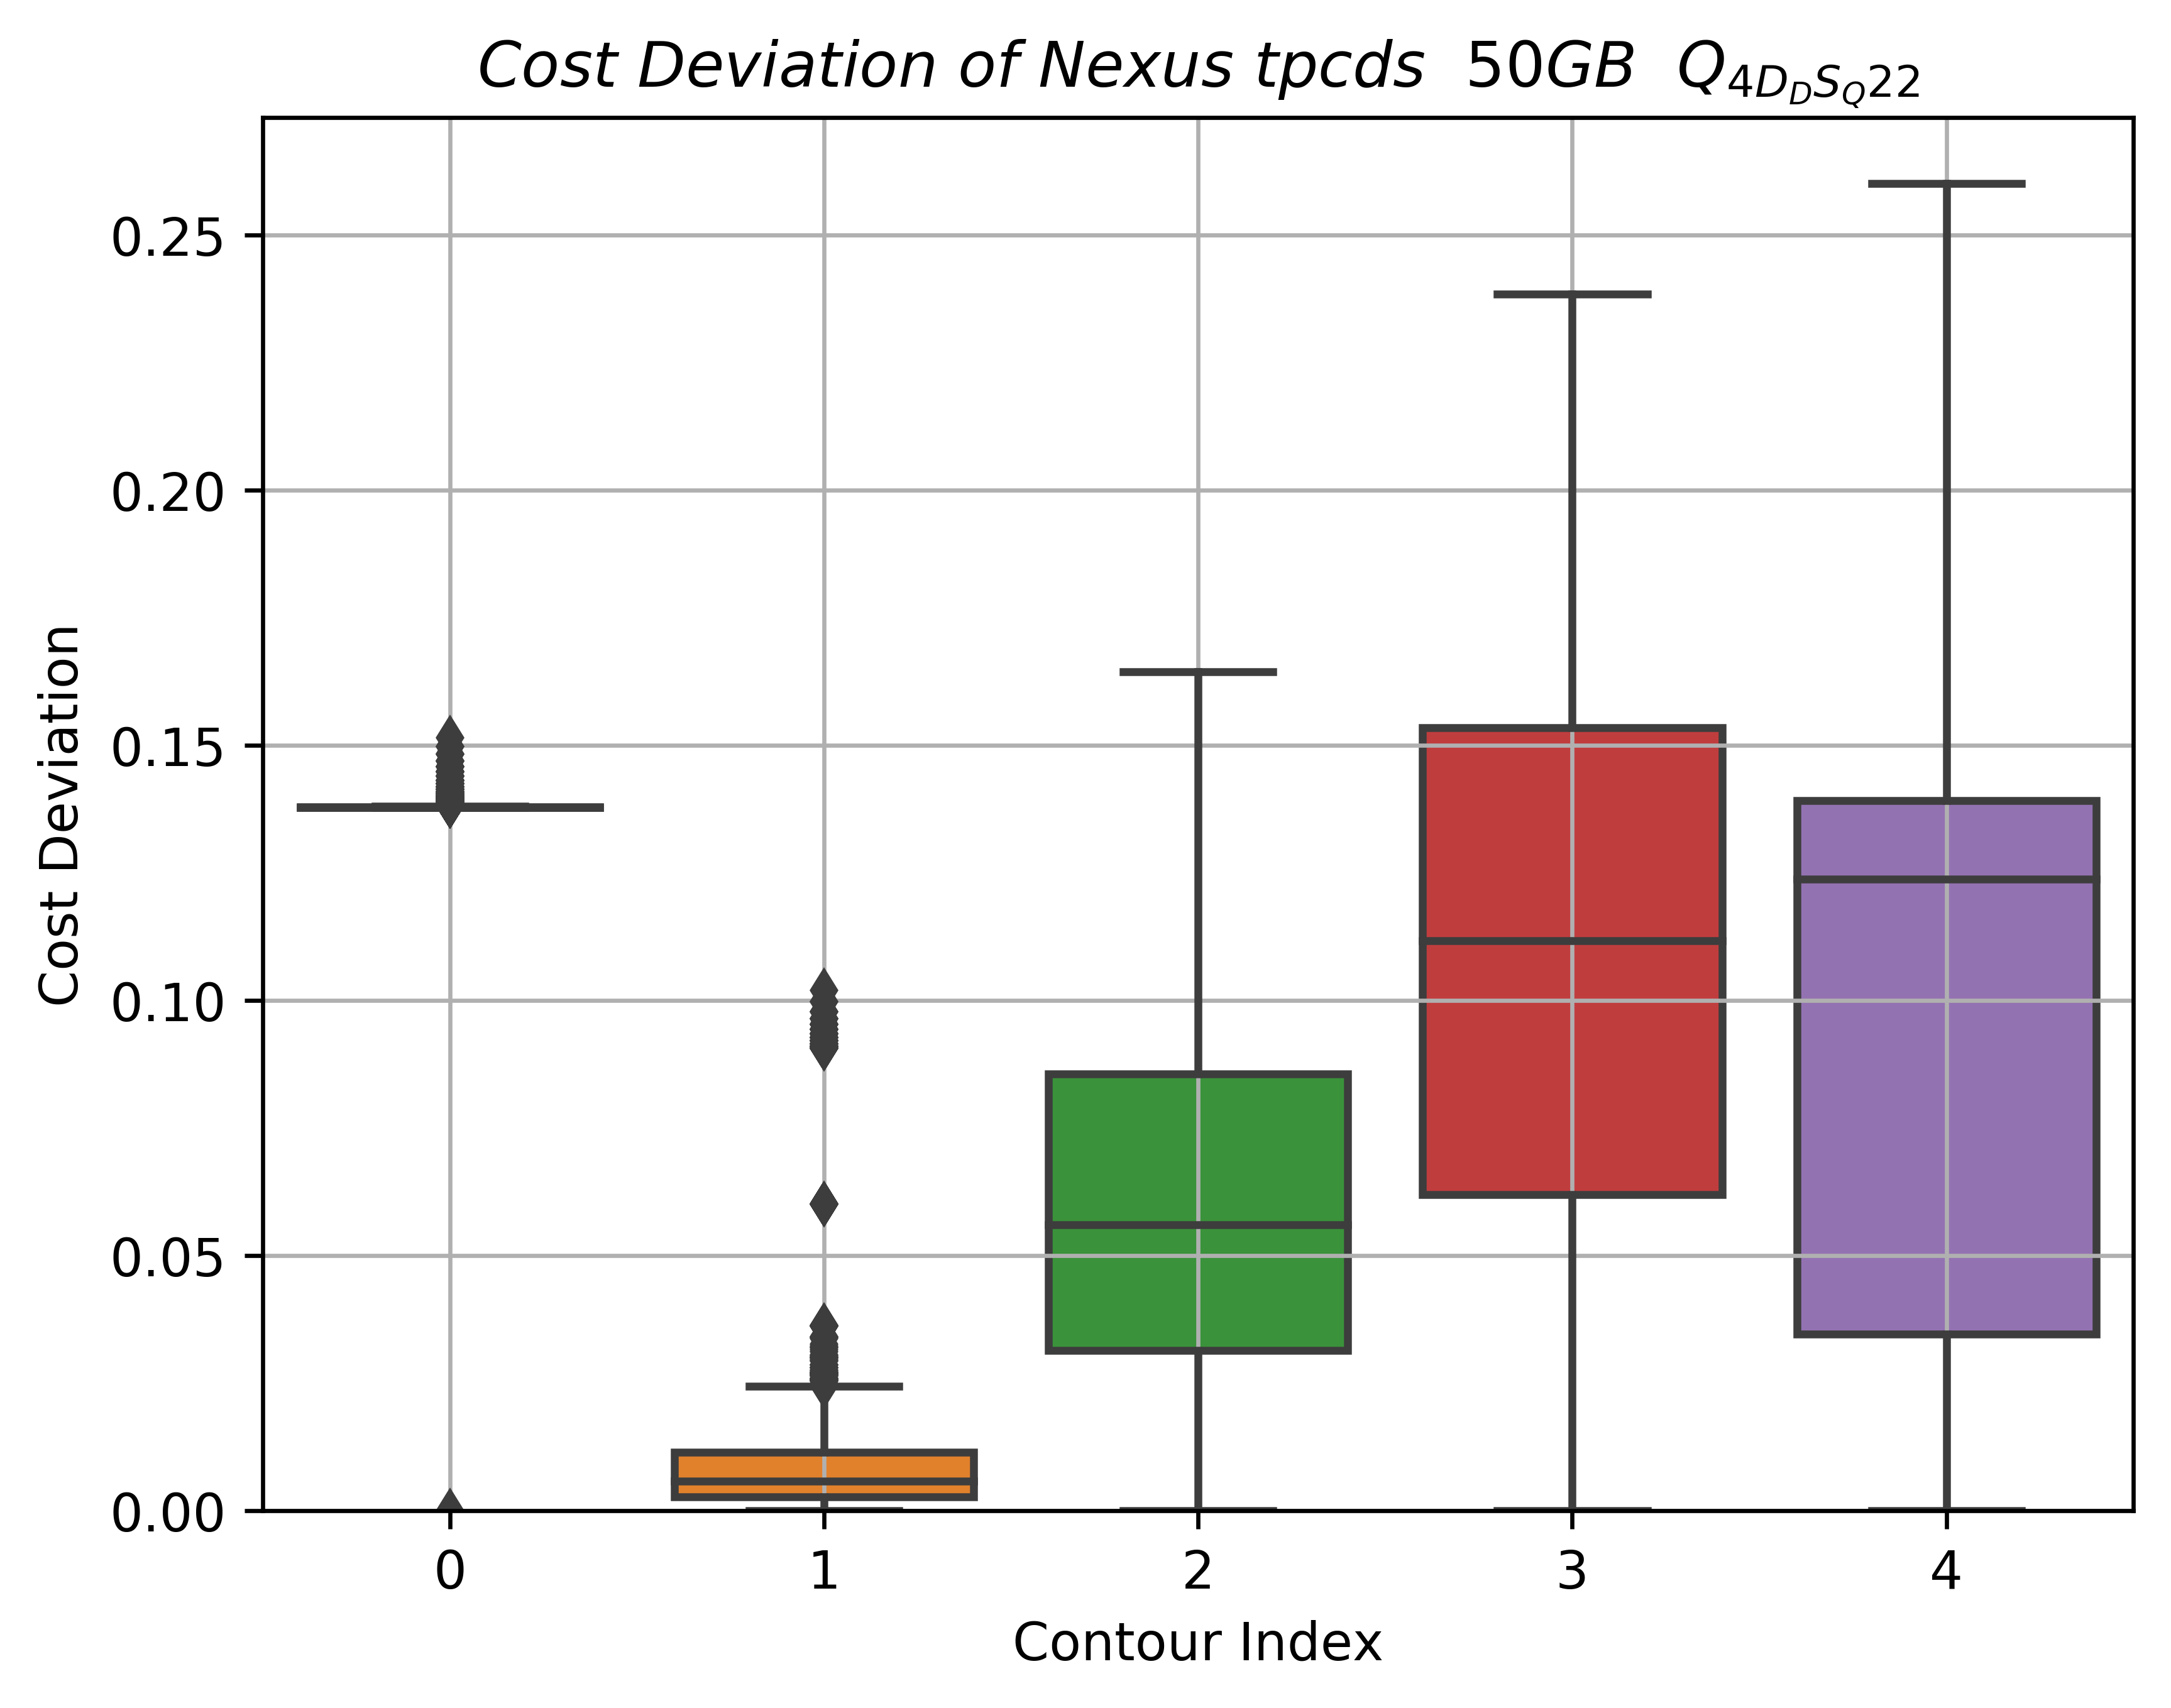 Cost Deviation of Nexus tpcds 50GB Q4DDSQ22
0.25
0.20
0.15
0.10
0.05
0.00
Cost Deviation
0 1 2 3 4
Contour Index